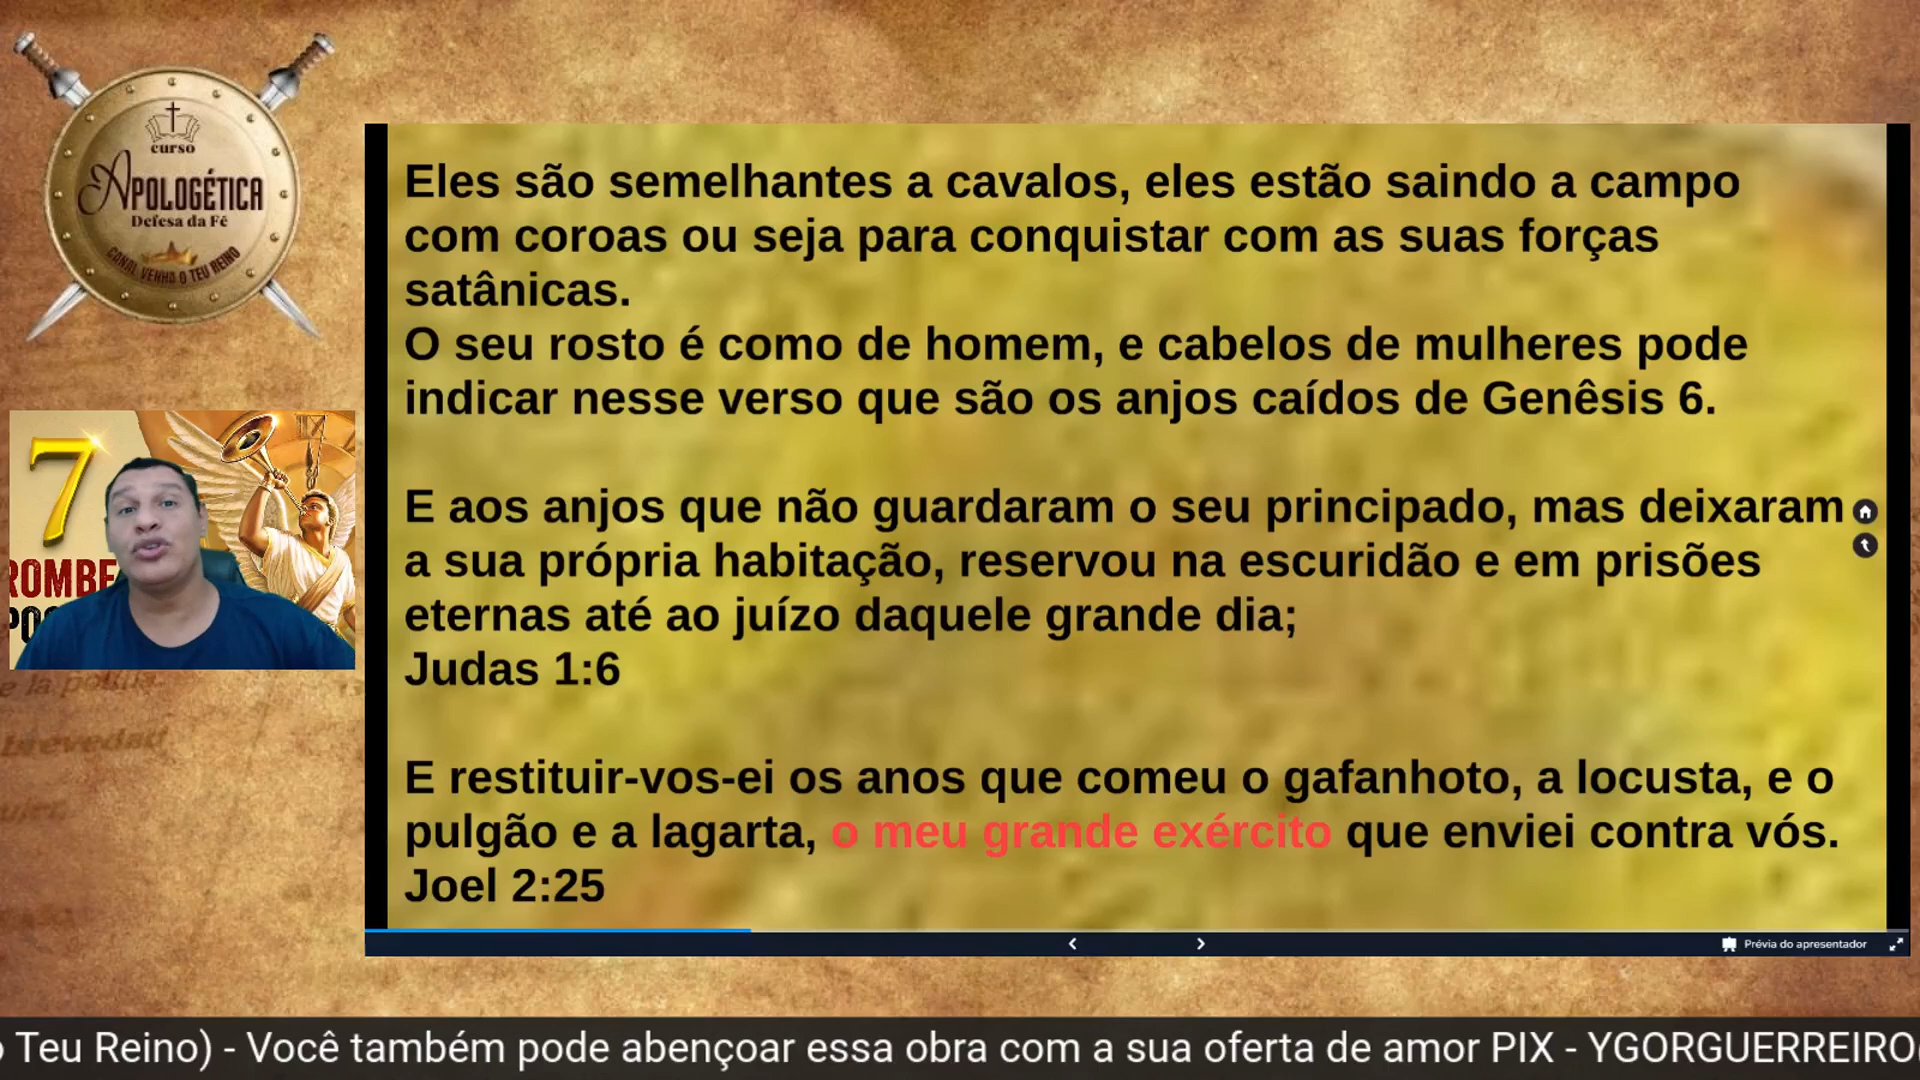 curso
APOLOGÉTICA
Defesa da Fé
CANAL VENHA O TEU REINO
Eles são semelhantes a cavalos, eles estão saindo a campo
com coroas ou seja para conquistar com as suas forças
satânicas.
O seu rosto é como de homem, e cabelos de mulheres pode
indicar nesse verso que são os anjos caídos de Genêsis 6.
E aos anjos que não guardaram o seu principado, mas deixaram
a sua própria habitação, reservou na escuridão e em prisões
eternas até ao juízo daquele grande dia;
Judas 1:6
E restituir-vos-ei os anos que comeu o gafanhoto, a locusta, e o
pulgão e a lagarta, o meu grande exército que enviei contra vós.
Joel 2:25
7
ROMBE
PO
brevedad
Prévia do apresentador
o Teu Reino) - Você também pode abençoar essa obra com a sua oferta de amor PIX - YGORGUERREIRO